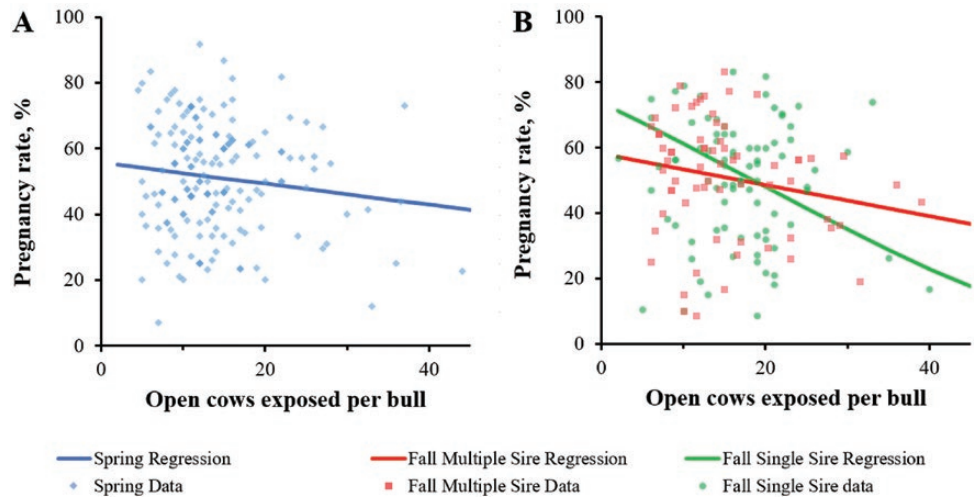 A
B
Pregnancy rate, %
100
80
60
40
20
0
0
20
40
Open cows exposed per bull
Pregnancy rate, %
100
80
60
40
20
0
0
20
40
Open cows exposed per bull
Spring Regression
Fall Multiple Sire Regression
Fall Single Sire Regression
Spring Data
Fall Multiple Sire Data
Fall Single Sire data